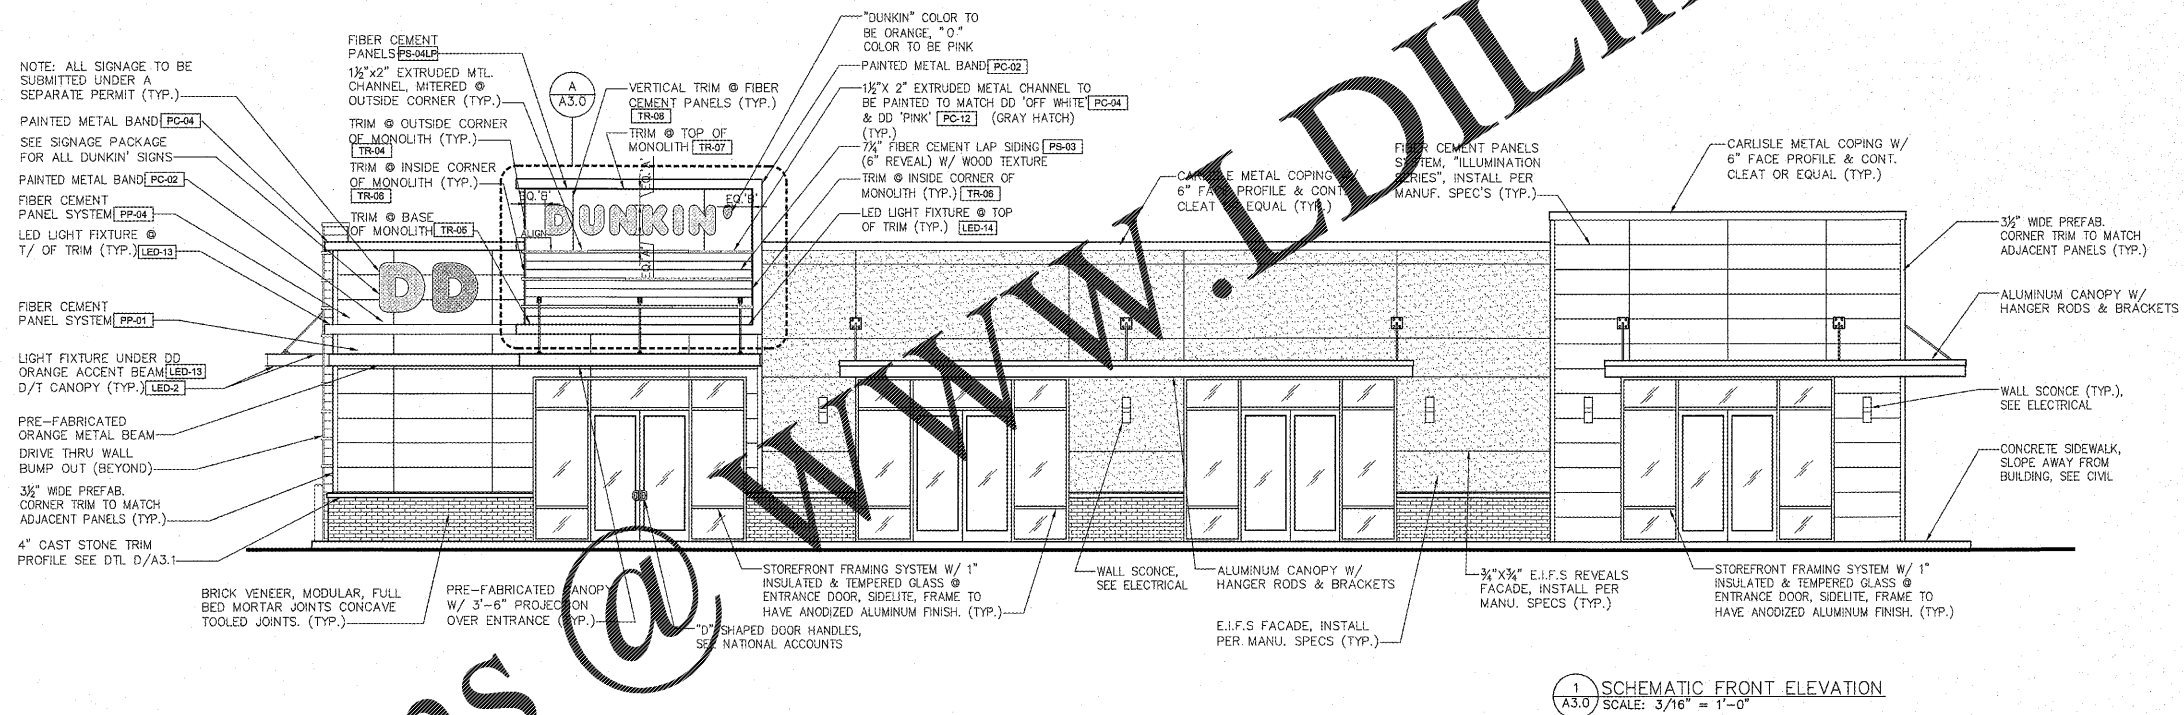 NOTE: ALL SIGNAGE TO BE
SUBMITTED UNDER A
SEPARATE PERMIT (TYP.)
PAINTED METAL BAND PC-04
SEE SIGNAGE PACKAGE
FOR ALL DUNKIN' SIGNS
PAINTED METAL BAND PC-02
FIBER CEMENT
PANEL SYSTEM PP-04
LED LIGHT FIXTURE @
T/ OF TRIM (TYP.) LED-13
FIBER CEMENT
PANEL SYSTEM PP-01
LIGHT FIXTURE UNDER DD
ORANGE ACCENT BEAM LED-13
D/T CANOPY (TYP.) LED-2
PRE-FABRICATED
ORANGE METAL BEAM
DRIVE THRU WALL
BUMP OUT (BEYOND)
3½" WIDE PREFAB.
CORNER TRIM TO MATCH
ADJACENT PANELS (TYP.)
4" CAST STONE TRIM
PROFILE SEE DTL D/A3.1
FIBER CEMENT
PANELS PS-04LP
1½"x2" EXTRUDED MTL.
CHANNEL, MITERED @
OUTSIDE CORNER (TYP.)
TRIM @ OUTSIDE CORNER
OF MONOLITH (TYP.)
TR-04
TRIM @ INSIDE CORNER
OF MONOLITH (TYP.)
TR-06
TRIM @ BASE
OF MONOLITH TR-05
A
A3.0
VERTICAL TRIM @ FIBER
CEMENT PANELS (TYP.)
TR-08
TRIM @ TOP OF
MONOLITH TR-07
"DUNKIN" COLOR TO
BE ORANGE, "O"
COLOR TO BE PINK
PAINTED METAL BAND PC-02
1½"X 2" EXTRUDED METAL CHANNEL TO
BE PAINTED TO MATCH DD 'OFF WHITE' PC-04
& DD 'PINK' PC-12 (GRAY HATCH)
(TYP.)
7¼" FIBER CEMENT LAP SIDING PS-03
(6" REVEAL) W/ WOOD TEXTURE
TRIM @ INSIDE CORNER OF
MONOLITH (TYP.) TR-06
LED LIGHT FIXTURE @ TOP
OF TRIM (TYP.) LED-14
EQ.'B'
EQ.'B'
EQ.'A'
EQ.'A'
ALIGN
DUNKIN'
DD
CARLISLE METAL COPING W/
6" FACE PROFILE & CONT.
CLEAT OR EQUAL (TYP.)
FIBER CEMENT PANELS
SYSTEM, "ILLUMINATION
SERIES", INSTALL PER
MANUF. SPEC'S (TYP.)
CARLISLE METAL COPING W/
6" FACE PROFILE & CONT.
CLEAT OR EQUAL (TYP.)
3½" WIDE PREFAB.
CORNER TRIM TO MATCH
ADJACENT PANELS (TYP.)
ALUMINUM CANOPY W/
HANGER RODS & BRACKETS
WALL SCONCE (TYP.),
SEE ELECTRICAL
CONCRETE SIDEWALK,
SLOPE AWAY FROM
BUILDING, SEE CIVIL
BRICK VENEER, MODULAR, FULL
BED MORTAR JOINTS CONCAVE
TOOLED JOINTS. (TYP.)
PRE-FABRICATED CANOPY
W/ 3'-6" PROJECTION
OVER ENTRANCE (TYP.)
"D" SHAPED DOOR HANDLES,
SEE NATIONAL ACCOUNTS
STOREFRONT FRAMING SYSTEM W/ 1"
INSULATED & TEMPERED GLASS @
ENTRANCE DOOR, SIDELITE, FRAME TO
HAVE ANODIZED ALUMINUM FINISH. (TYP.)
WALL SCONCE,
SEE ELECTRICAL
ALUMINUM CANOPY W/
HANGER RODS & BRACKETS
E.I.F.S FACADE, INSTALL
PER. MANU. SPECS (TYP.)
¾"X¾" E.I.F.S REVEALS
FACADE, INSTALL PER
MANU. SPECS (TYP.)
STOREFRONT FRAMING SYSTEM W/ 1"
INSULATED & TEMPERED GLASS @
ENTRANCE DOOR, SIDELITE, FRAME TO
HAVE ANODIZED ALUMINUM FINISH. (TYP.)
1
A3.0
SCHEMATIC FRONT ELEVATION
SCALE: 3/16" = 1'-0"
@ WWW.LDILI